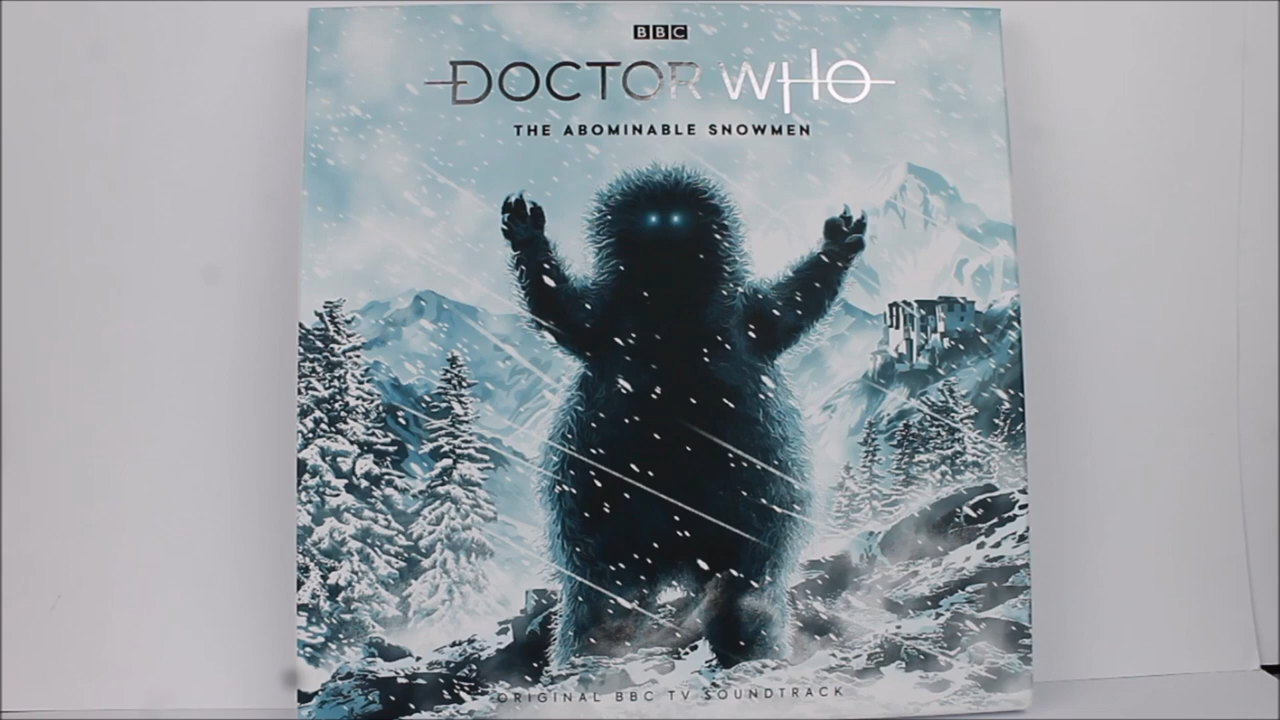 BBC
DOCTOR WHO
THE ABOMINABLE SNOWMEN
ORIGINAL BBC TV SOUNDTRACK